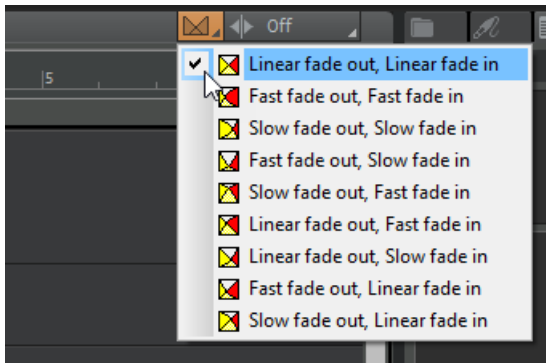 Off
5
Linear fade out, Linear fade in
Fast fade out, Fast fade in
Slow fade out, Slow fade in
Fast fade out, Slow fade in
Slow fade out, Fast fade in
Linear fade out, Fast fade in
Linear fade out, Slow fade in
Fast fade out, Linear fade in
Slow fade out, Linear fade in